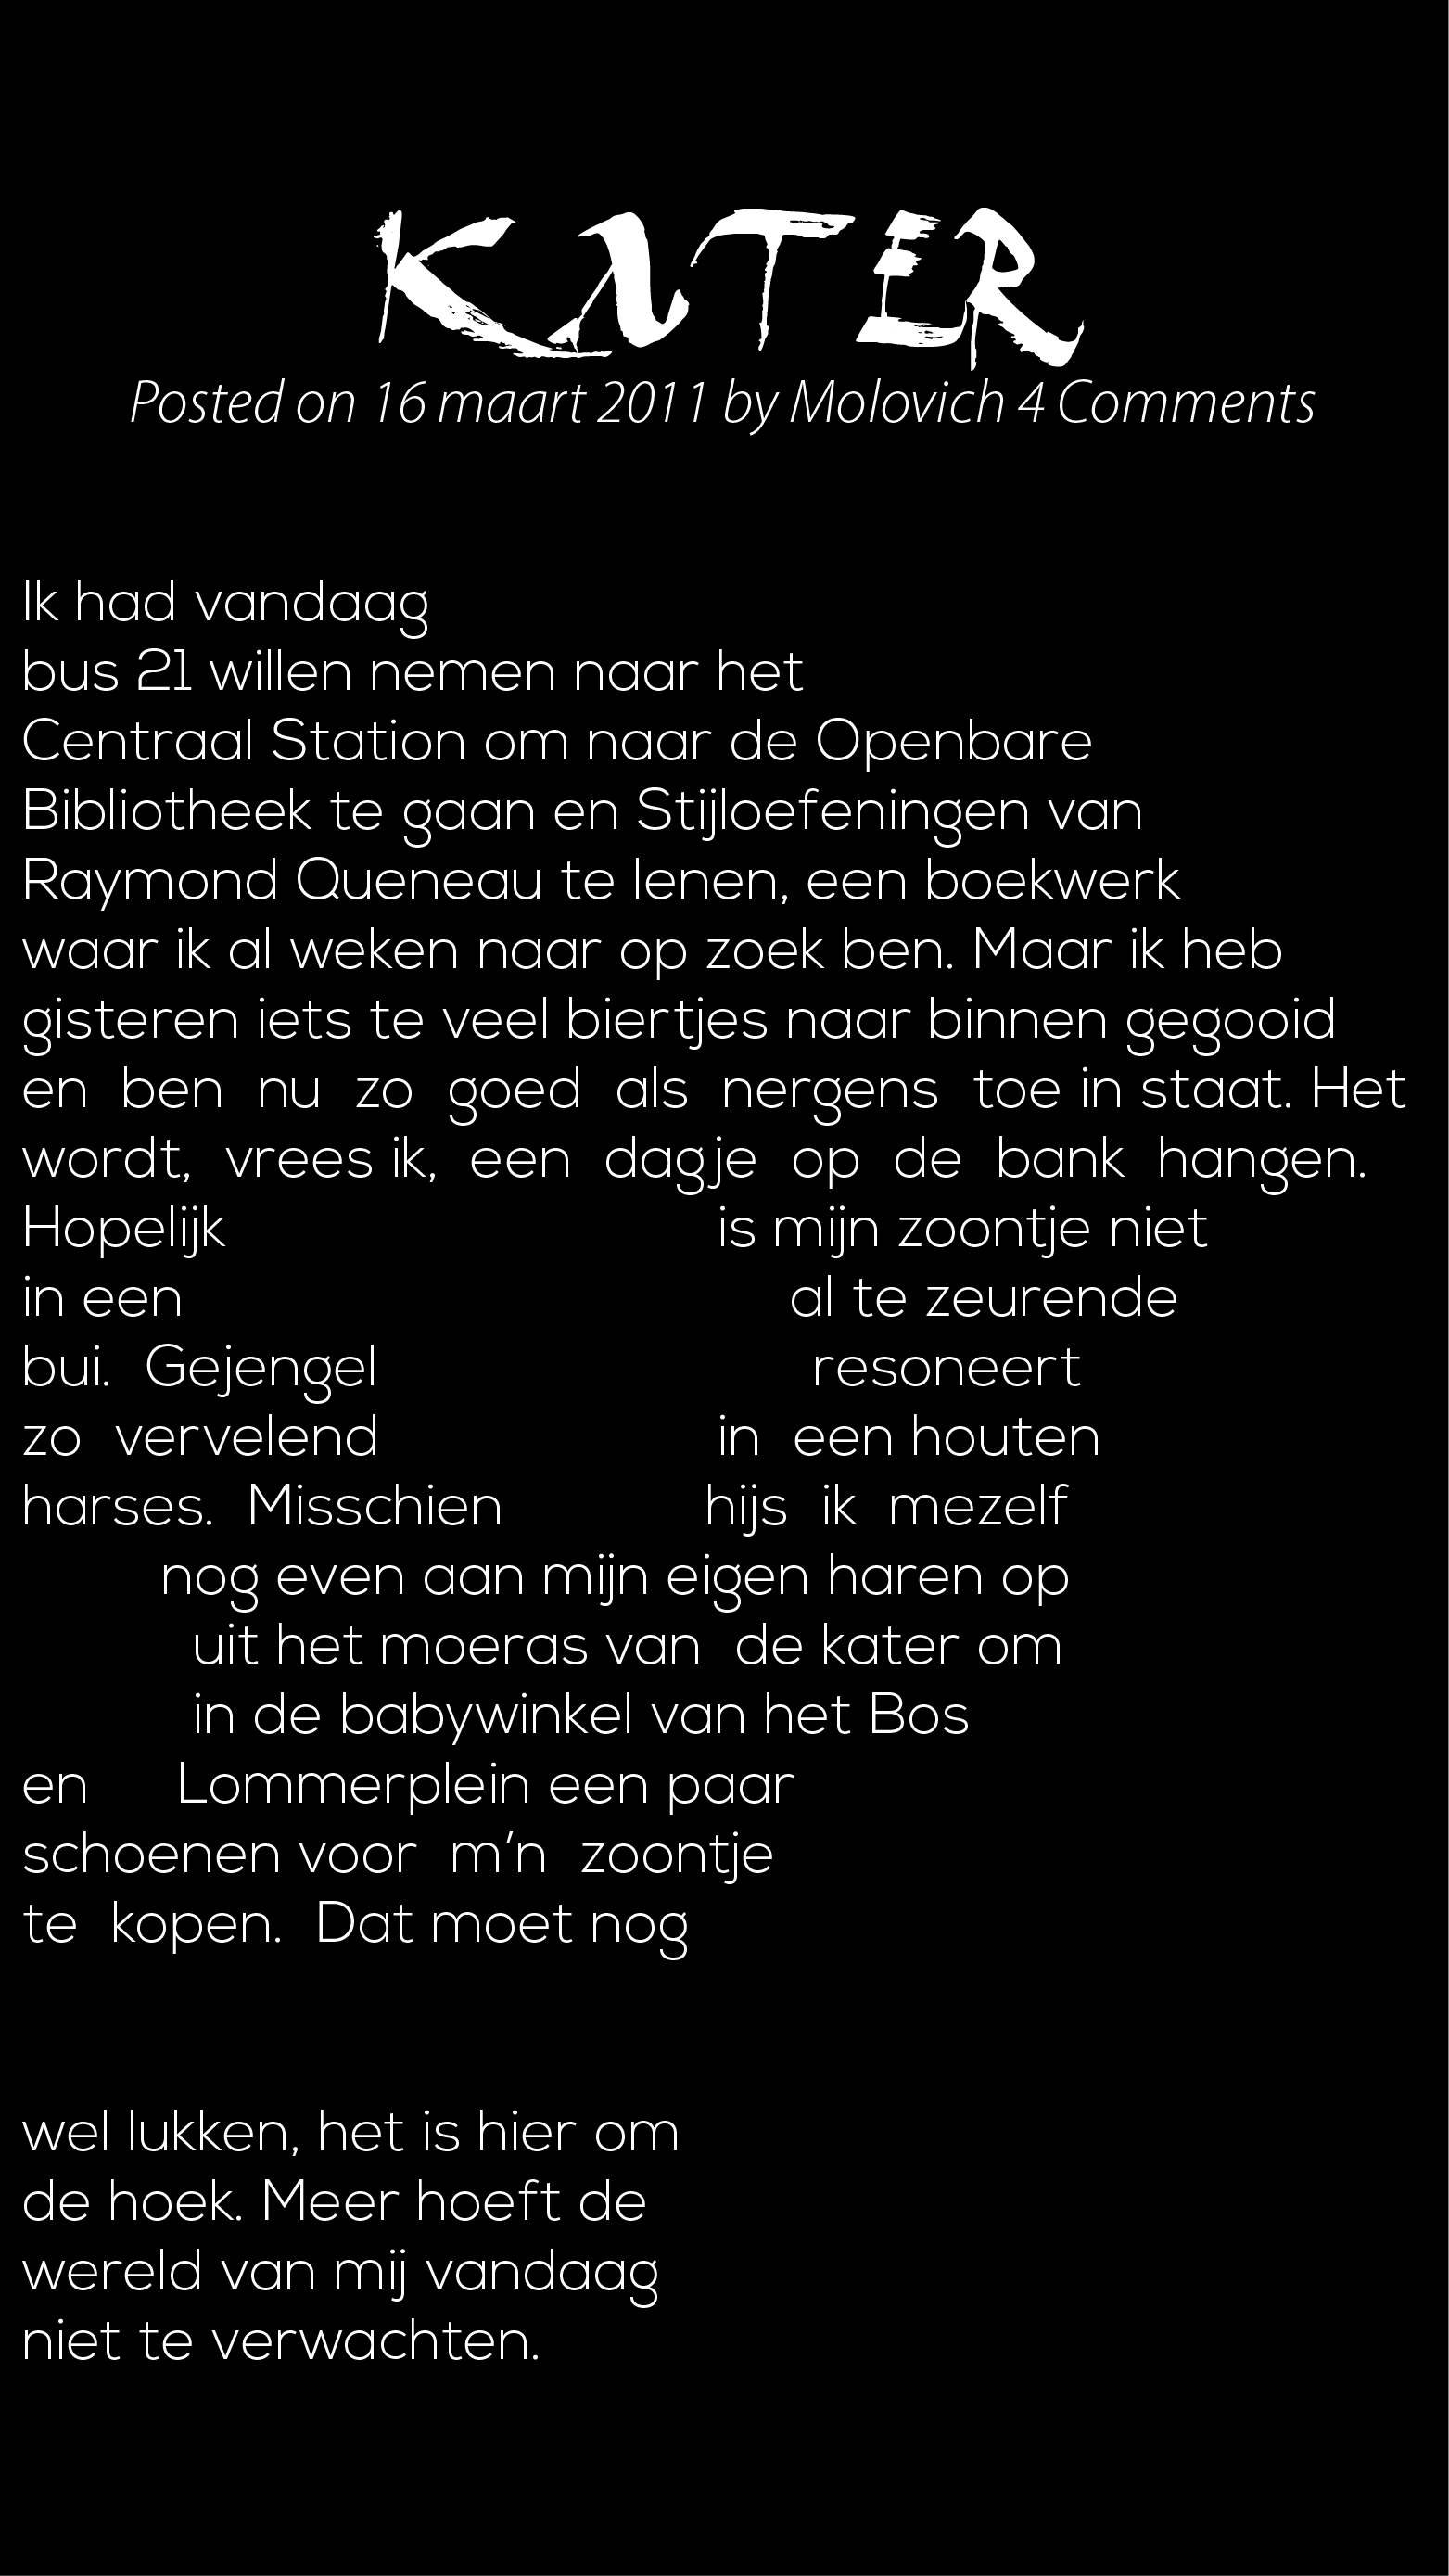 KATER
Posted on 16 maart 2011 by Molovich 4 Comments
Ik had vandaag
bus 21 willen nemen naar het
Centraal Station om naar de Openbare
Bibliotheek te gaan en Stijloefeningen van
Raymond Queneau te lenen, een boekwerk
waar ik al weken naar op zoek ben. Maar ik heb
gisteren iets te veel biertjes naar binnen gegooid
en ben nu zo goed als nergens toe in staat. Het
wordt, vrees ik, een dagje op de bank hangen.
Hopelijk is mijn zoontje niet
in een al te zeurende
bui. Gejengel resoneert
zo vervelend in een houten
harses. Misschien hijs ik mezelf
nog even aan mijn eigen haren op
uit het moeras van de kater om
in de babywinkel van het Bos
en Lommerplein een paar
schoenen voor m'n zoontje
te kopen. Dat moet nog
wel lukken, het is hier om
de hoek. Meer hoeft de
wereld van mij vandaag
niet te verwachten.